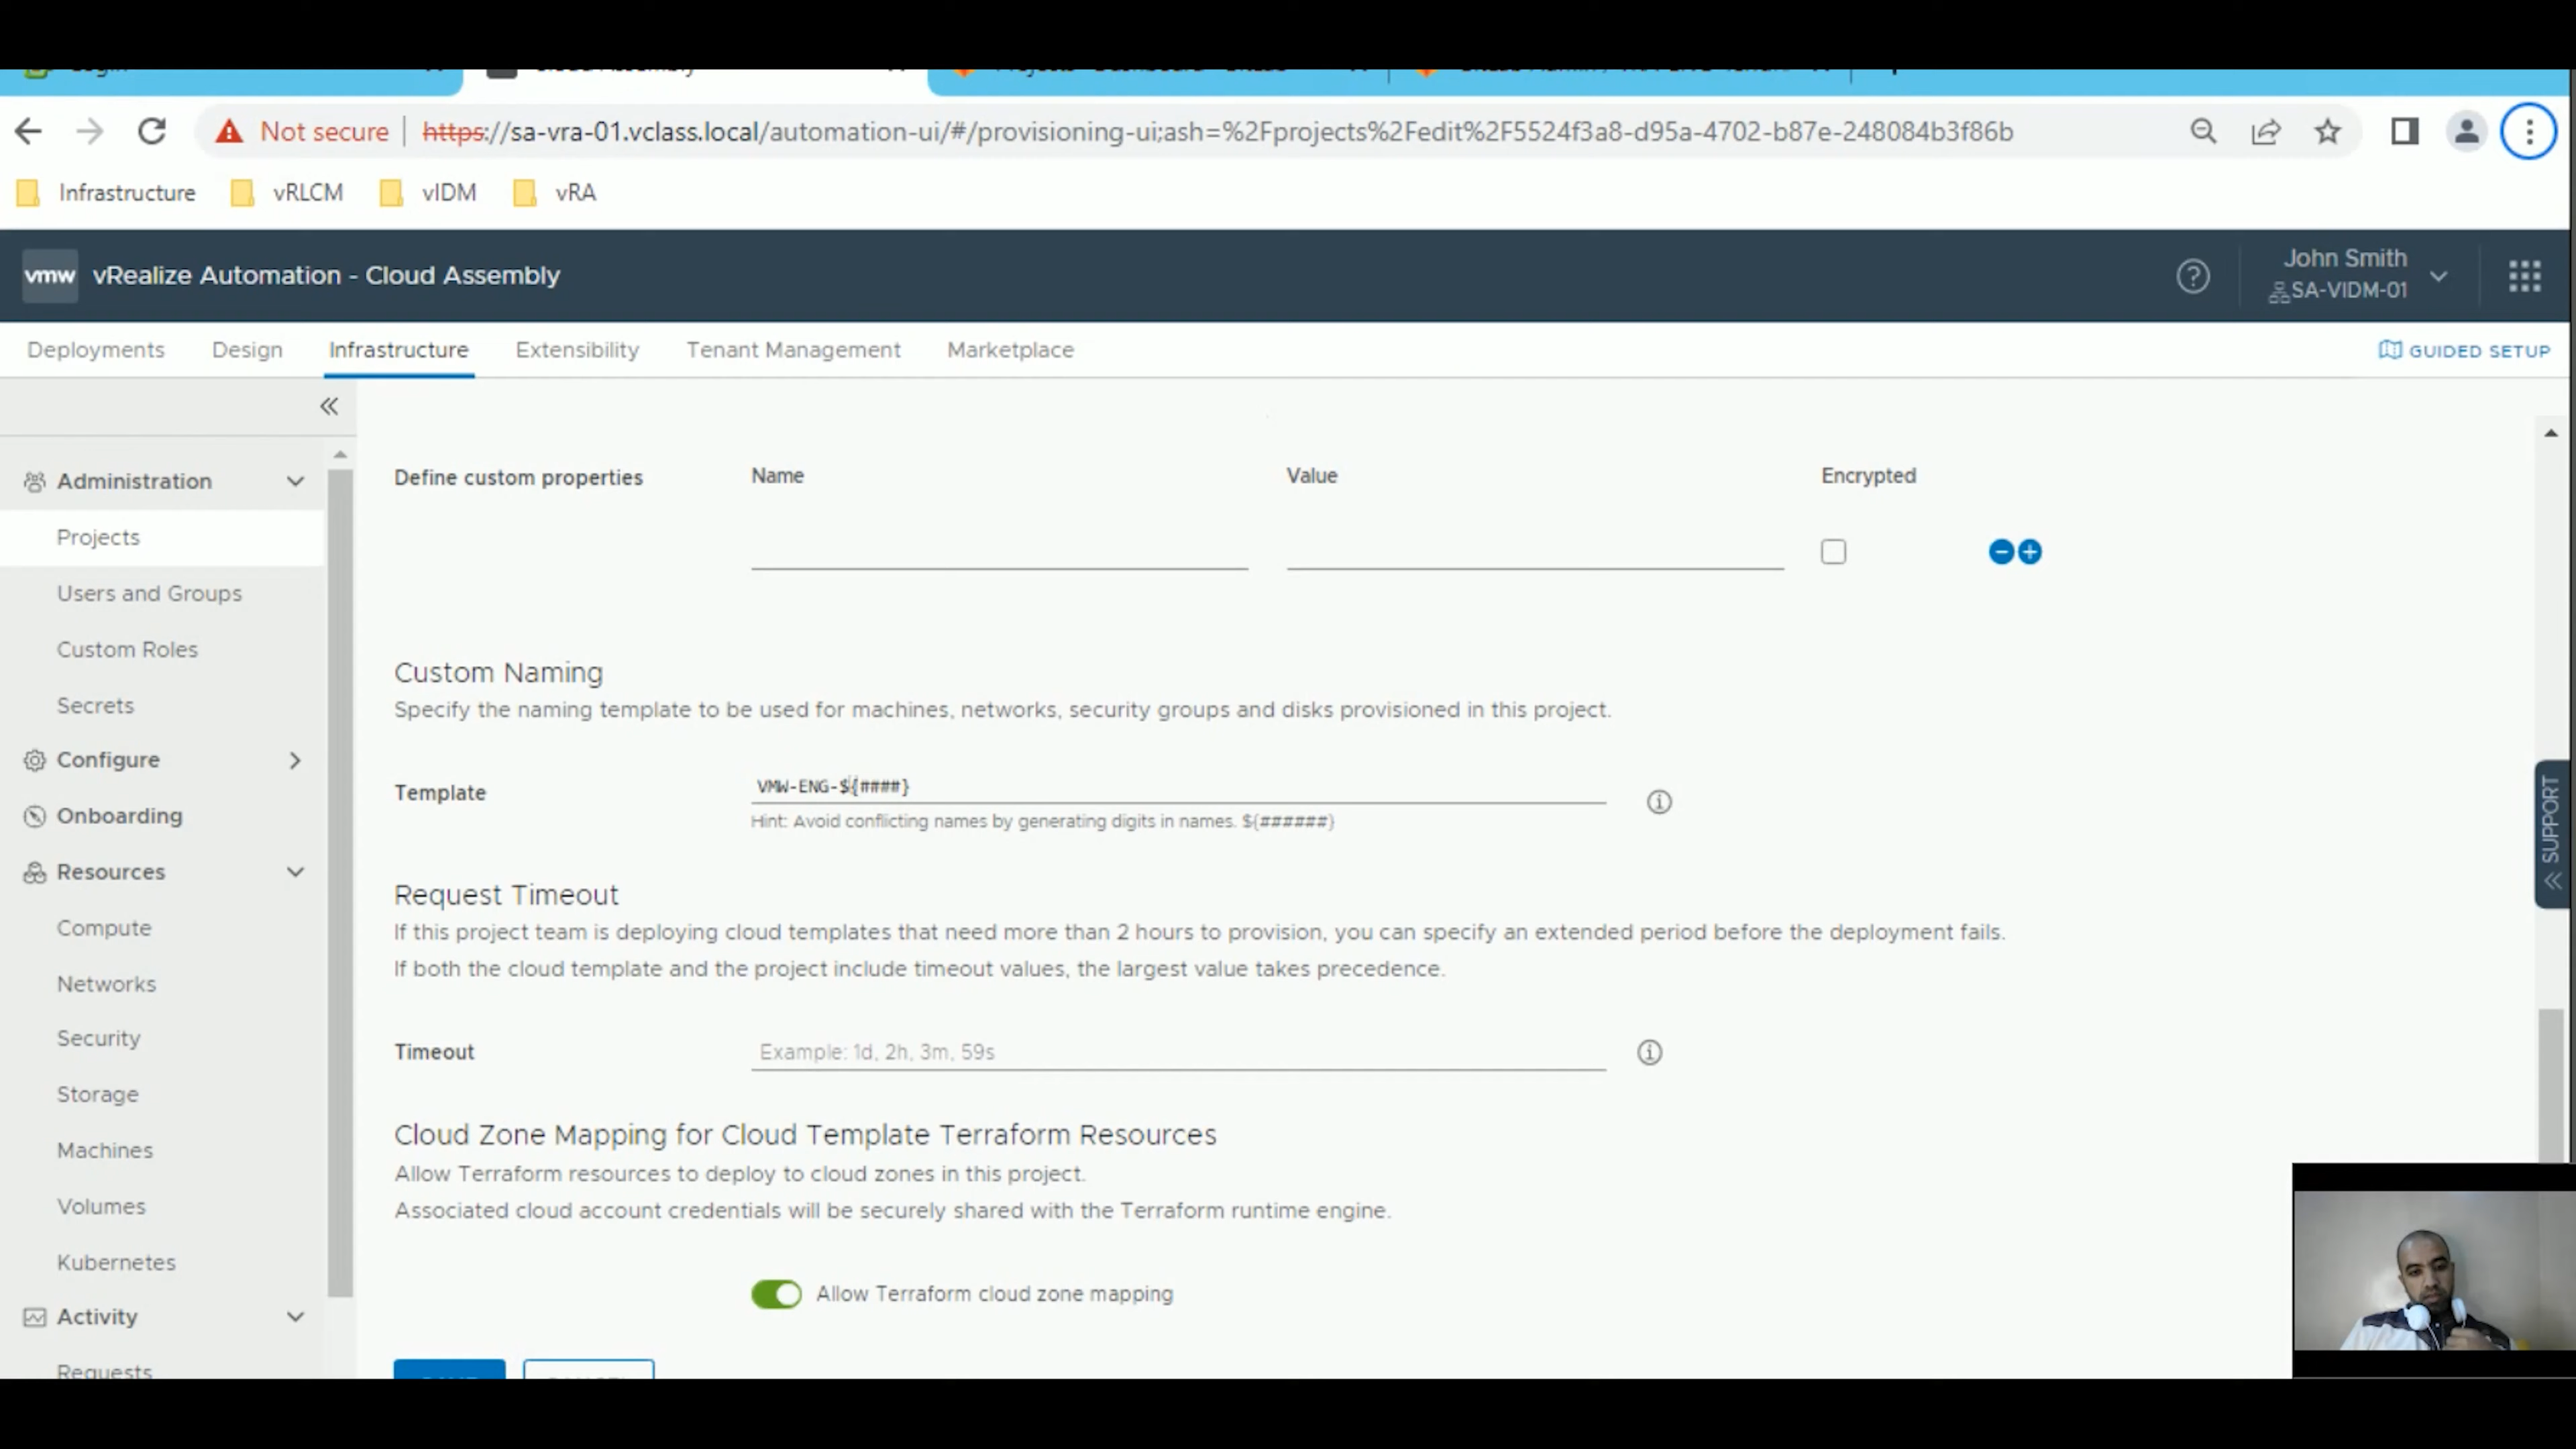 Not secure
https://sa-vra-01.vclass.local/automation-ui/#/provisioning-ui;ash=%2Fprojects%2Fedit%2F5524f3a8-d95a-4702-b87e-248084b3f86b
Infrastructure
vRLCM
vIDM
vRA
vmw
vRealize Automation - Cloud Assembly
John Smith
SA-VIDM-01
Deployments
Design
Infrastructure
Extensibility
Tenant Management
Marketplace
GUIDED SETUP
Administration
Projects
Users and Groups
Custom Roles
Secrets
Configure
Onboarding
Resources
Compute
Networks
Security
Storage
Machines
Volumes
Kubernetes
Activity
Requests
Define custom properties
Name
Value
Encrypted
Custom Naming
Specify the naming template to be used for machines, networks, security groups and disks provisioned in this project.
Template
VMW-ENG-${####}
Hint: Avoid conflicting names by generating digits in names. ${######}
Request Timeout
If this project team is deploying cloud templates that need more than 2 hours to provision, you can specify an extended period before the deployment fails.
If both the cloud template and the project include timeout values, the largest value takes precedence.
Timeout
Example: 1d, 2h, 3m, 59s
Cloud Zone Mapping for Cloud Template Terraform Resources
Allow Terraform resources to deploy to cloud zones in this project.
Associated cloud account credentials will be securely shared with the Terraform runtime engine.
Allow Terraform cloud zone mapping
SUPPORT